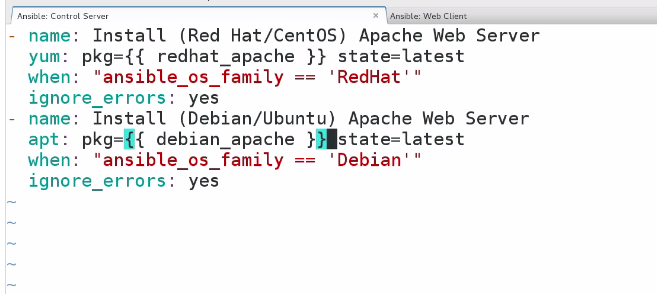 Ansible: Control Server × Ansible: Web Client
- name: Install (Red Hat/CentOS) Apache Web Server
  yum: pkg={{ redhat_apache }} state=latest
  when: "ansible_os_family == 'RedHat'"
  ignore_errors: yes
- name: Install (Debian/Ubuntu) Apache Web Server
  apt: pkg={{ debian_apache }} state=latest
  when: "ansible_os_family == 'Debian'"
  ignore_errors: yes
~
~
~
~
~